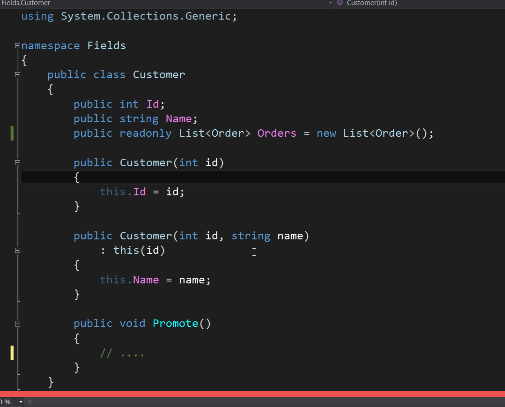 Fields.Customer
Customer(int id)
using System.Collections.Generic;
namespace Fields
{
public class Customer
{
public int Id;
public string Name;
public readonly List<Order> Orders = new List<Order>();
public Customer(int id)
{
this.Id = id;
}
public Customer(int id, string name)
: this(id)
{
this.Name = name;
}
public void Promote()
{
// ....
}
}